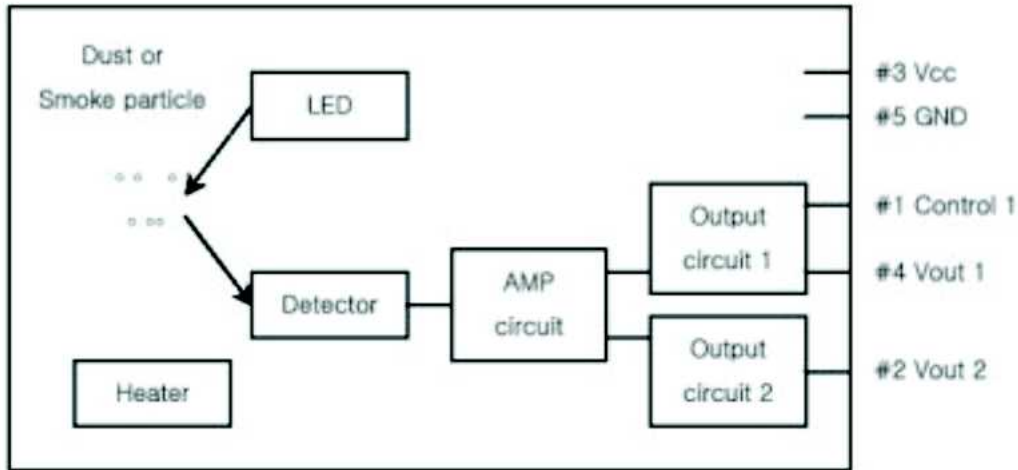 Dust or
Smoke particle
LED
#3 Vcc
#5 GND
Output
circuit 1
#1 Control 1
#4 Vout 1
AMP
circuit
Detector
Output
circuit 2
#2 Vout 2
Heater